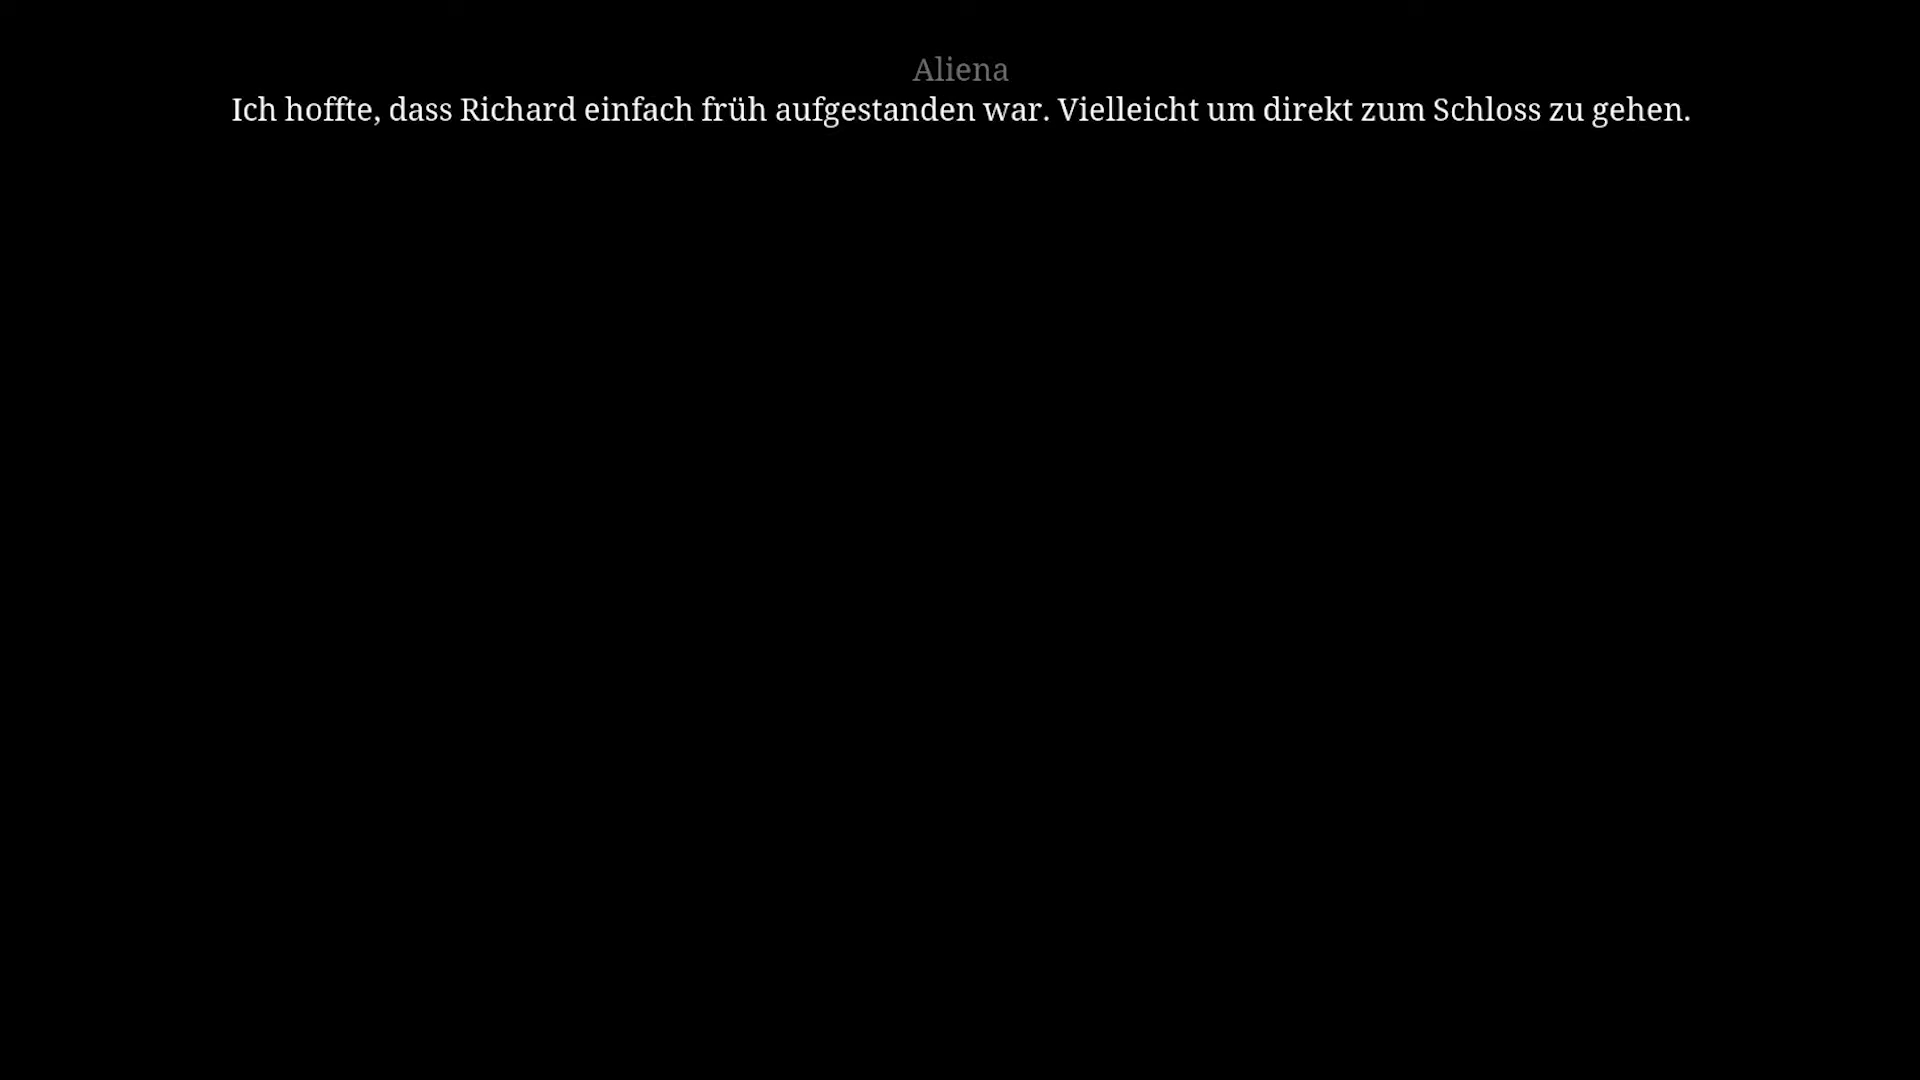 Aliena
Ich hoffte, dass Richard einfach früh aufgestanden war. Vielleicht um direkt zum Schloss zu gehen.